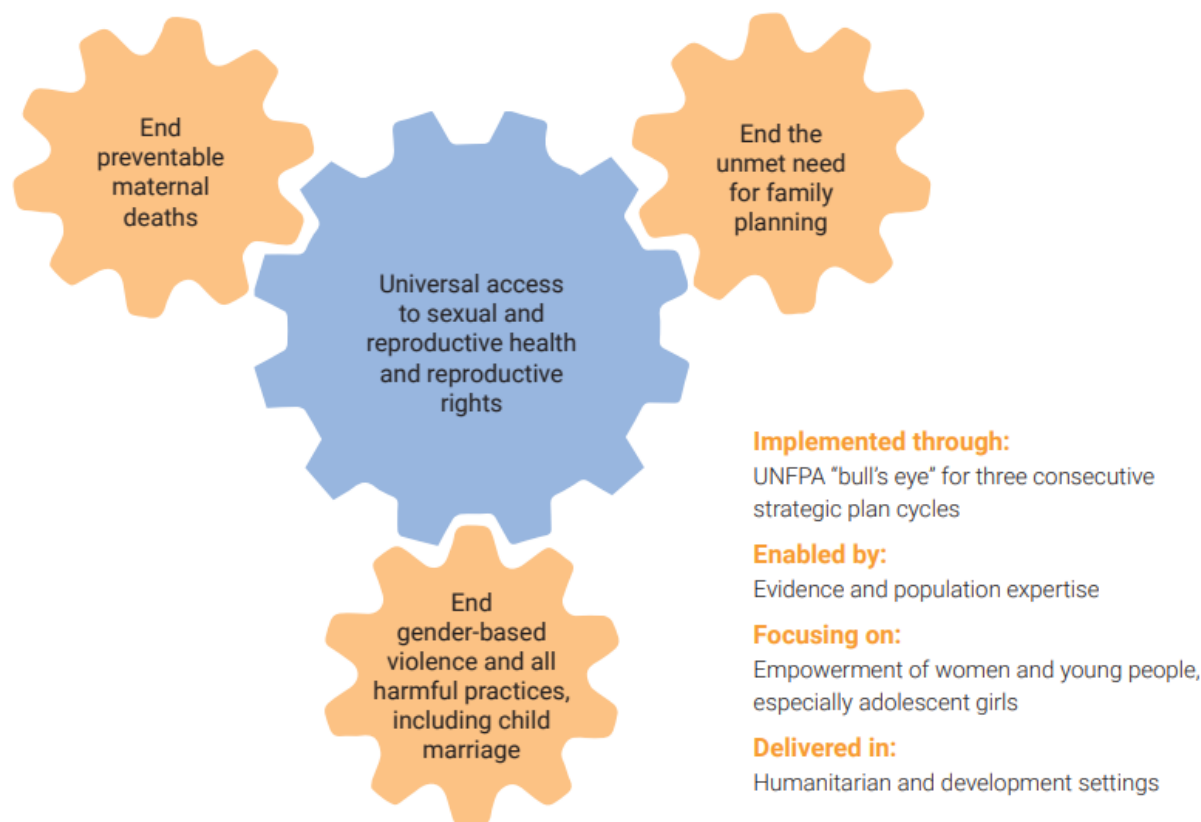 End
preventable
maternal
deaths
End the
unmet need
for family
planning
Universal access
to sexual and
reproductive health
and reproductive
rights
End
gender-based
violence and all
harmful practices,
including child
marriage
Implemented through:
UNFPA “bull’s eye” for three consecutive
strategic plan cycles
Enabled by:
Evidence and population expertise
Focusing on:
Empowerment of women and young people,
especially adolescent girls
Delivered in:
Humanitarian and development settings